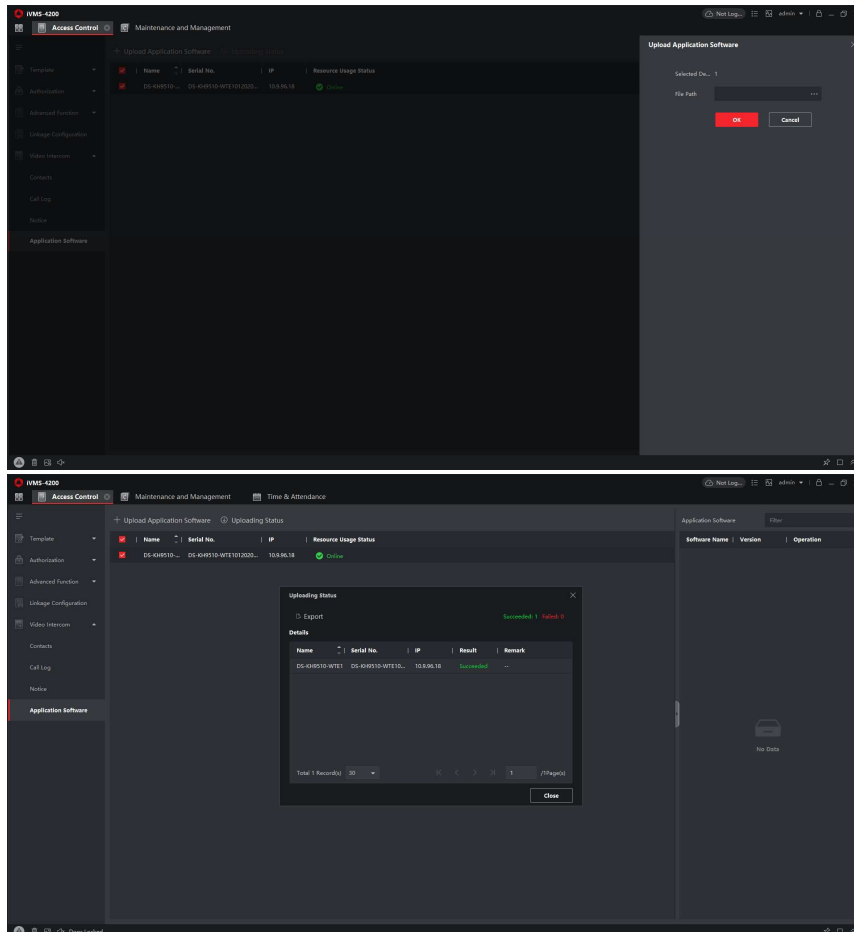 iVMS-4200
Not Log... admin
Access Control Maintenance and Management
Upload Application Software
+ Upload Application Software Uploading Status
Selected De... 1
Template
Name Serial No. IP Resource Usage Status
Authorization
DS-KH9510-... DS-KH9510-WTE1012020... 10.9.96.18 Online
File Path ...
Advanced Function
OK Cancel
Linkage Configuration
Video Intercom
Contacts
Call Log
Notice
Application Software
iVMS-4200
Not Log... admin
Access Control Maintenance and Management Time & Attendance
+ Upload Application Software Uploading Status
Application Software Filter
Template
Name Serial No. IP Resource Usage Status
Software Name Version Operation
Authorization
DS-KH9510-... DS-KH9510-WTE1012020... 10.9.96.18 Online
Advanced Function
Linkage Configuration
Video Intercom
Contacts
Call Log
Notice
Application Software
Uploading Status
Export
Succeeded: 1 Failed: 0
Details
Name Serial No. IP Result Remark
DS-KH9510-WTE1 DS-KH9510-WTE10... 10.9.96.18 Succeeded --
Total 1 Record(s) 20 1 /1Page(s)
Close
No Data
Door Locked